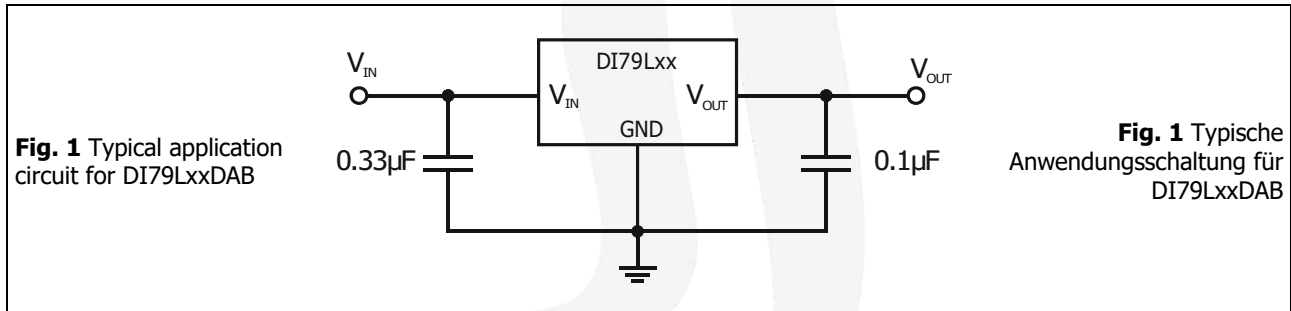 Fig. 1 Typical application
circuit for DI79LxxDAB
V_IN
DI79Lxx
V_OUT
V_IN
V_OUT
GND
0.33µF
0.1µF
Fig. 1 Typische
Anwendungsschaltung für
DI79LxxDAB